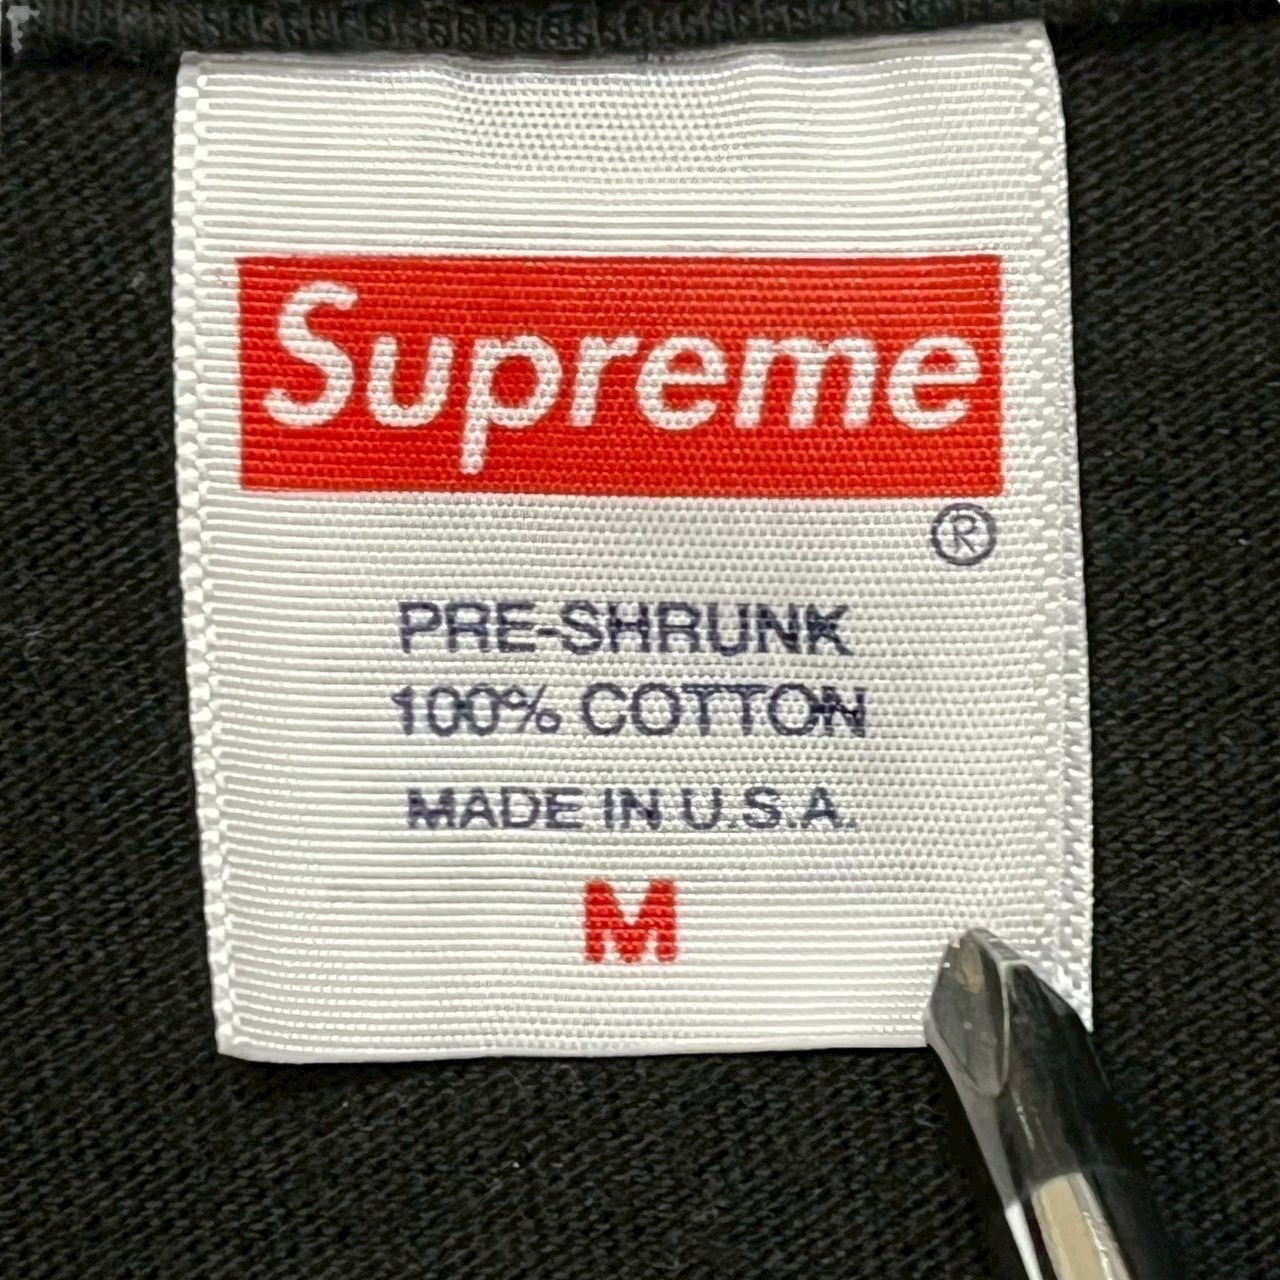 Supreme
®
PRE-SHRUNK
100% COTTON
MADE IN U.S.A.
M